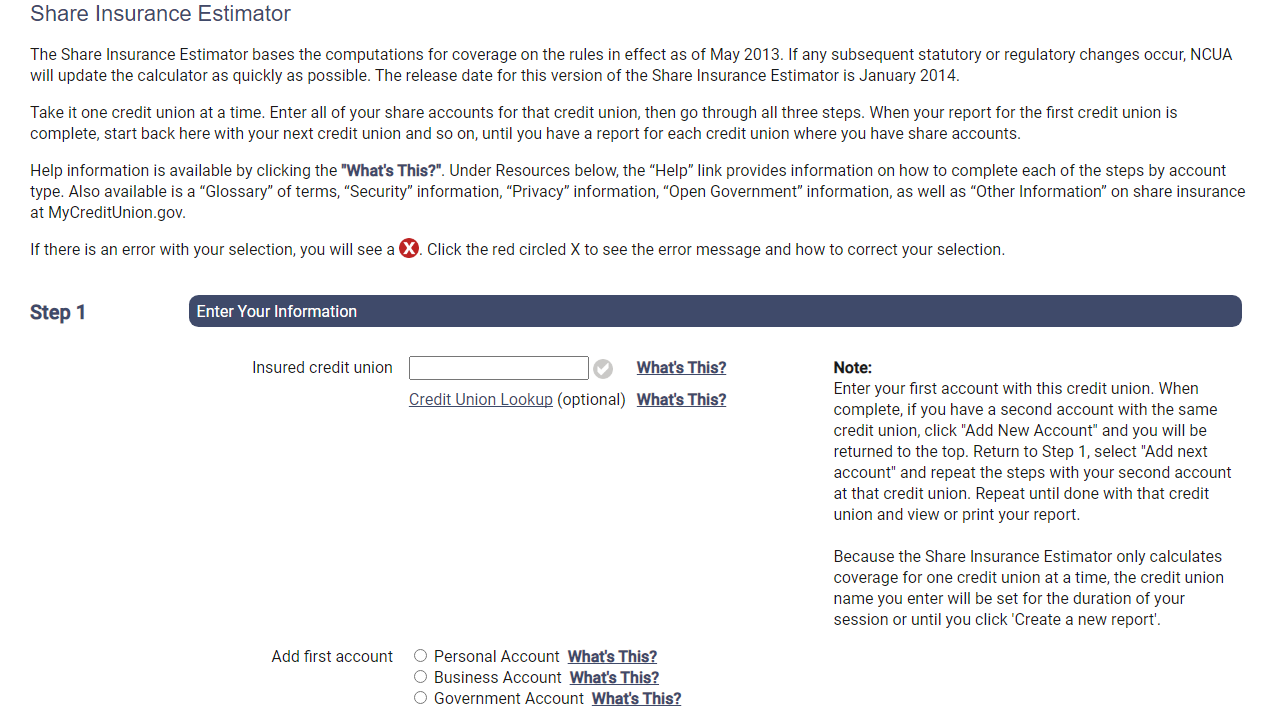 Share Insurance Estimator
The Share Insurance Estimator bases the computations for coverage on the rules in effect as of May 2013. If any subsequent statutory or regulatory changes occur, NCUA
will update the calculator as quickly as possible. The release date for this version of the Share Insurance Estimator is January 2014.
Take it one credit union at a time. Enter all of your share accounts for that credit union, then go through all three steps. When your report for the first credit union is
complete, start back here with your next credit union and so on, until you have a report for each credit union where you have share accounts.
Help information is available by clicking the "What's This?". Under Resources below, the “Help” link provides information on how to complete each of the steps by account
type. Also available is a “Glossary” of terms, “Security” information, “Privacy” information, “Open Government” information, as well as “Other Information” on share insurance
at MyCreditUnion.gov.
If there is an error with your selection, you will see a X. Click the red circled X to see the error message and how to correct your selection.
Step 1
Enter Your Information
Insured credit union What's This?
Credit Union Lookup (optional) What's This?
Note:
Enter your first account with this credit union. When
complete, if you have a second account with the same
credit union, click "Add New Account" and you will be
returned to the top. Return to Step 1, select "Add next
account" and repeat the steps with your second account
at that credit union. Repeat until done with that credit
union and view or print your report.
Because the Share Insurance Estimator only calculates
coverage for one credit union at a time, the credit union
name you enter will be set for the duration of your
session or until you click 'Create a new report'.
Add first account Personal Account What's This?
Business Account What's This?
Government Account What's This?